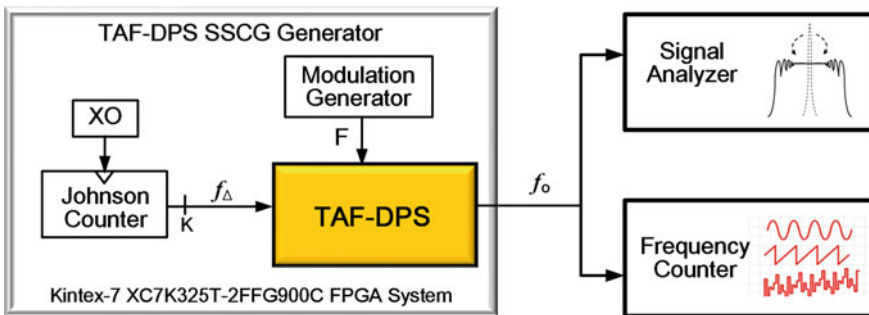 TAF-DPS SSCG Generator
Modulation
Generator
XO
F
Johnson
Counter
K
fΔ
TAF-DPS
fo
Kintex-7 XC7K325T-2FFG900C FPGA System
Signal
Analyzer
Frequency
Counter